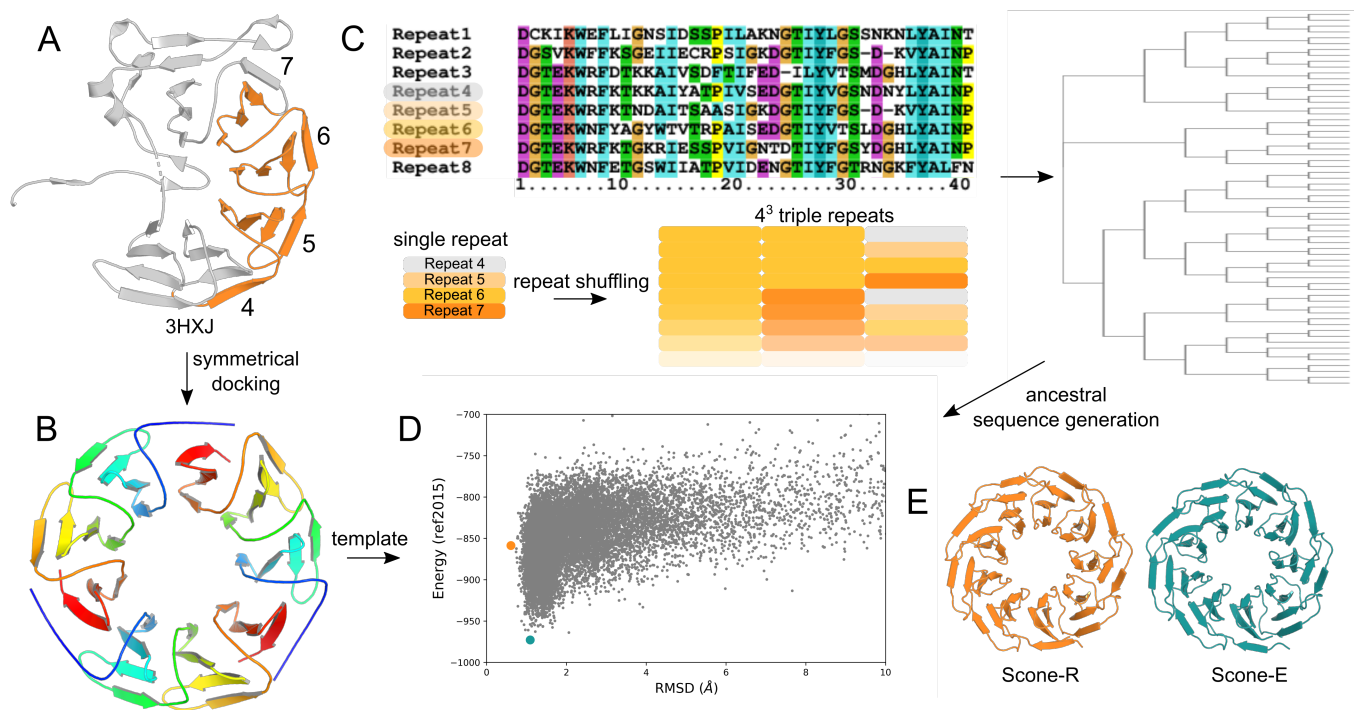 A
7
6
5
4
3HXJ
symmetrical
docking
B
template
C
Repeat1 DCKIKWEFLIGNSIDSSPILAKNGTIYLGSSNKNLYAINT
Repeat2 DGSVKWEFKSGEIIECRPSIGKDGTIYFGS-D-KVYAINP
Repeat3 DGTEKWRFDTKKAIVSDFTIFED-ILYVTSMDGHLYAINT
Repeat4 DGTEKWRFKTKKAIYATPIVSEDGTIYVGSNDNYLYAINP
Repeat5 DGTEKWRFKTNDAITSAASIGKDGTIYFGS-D-KVYAINP
Repeat6 DGTEKWNFYAGYWTVTRPAISEDGTIYVTSLDGHLYAINP
Repeat7 DGTEKWRFKTGKRIESSPVIGNTDTIYFGSYDGHLYAINP
Repeat8 DGTEKWNFETGSWIIATPVIDENGTIYFGTRNGKFYALFN
1 10 20 30 40
4³ triple repeats
single repeat
Repeat 4
Repeat 5
Repeat 6
Repeat 7
repeat shuffling
ancestral
sequence generation
D
−700
−750
−800
−850
−900
−950
−1000
Energy (ref2015)
0 2 4 6 8 10
RMSD (Å)
E
Scone-R
Scone-E